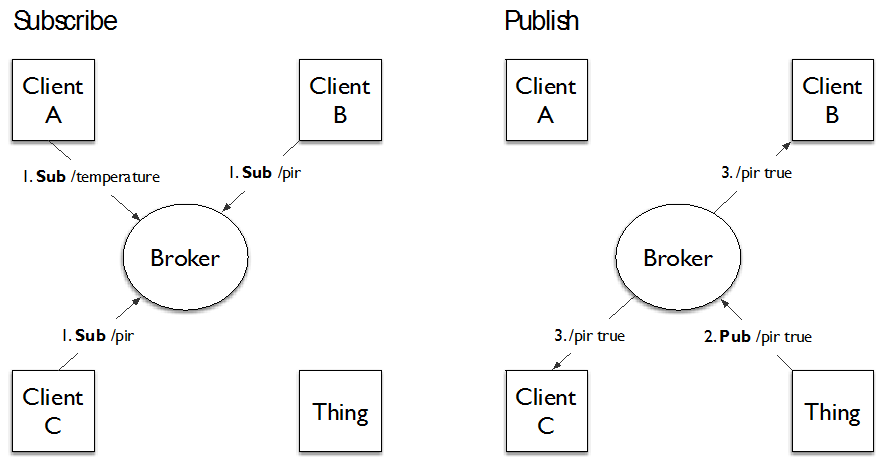 Subscribe
Client
A
Client
B
1. Sub /temperature
1. Sub /pir
Broker
1. Sub /pir
Client
C
Thing
Publish
Client
A
Client
B
3. /pir true
Broker
3. /pir true
2. Pub /pir true
Client
C
Thing